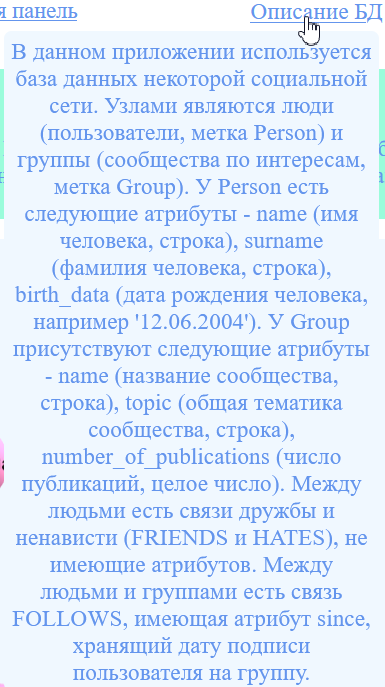 я панель
Описание БД
В данном приложении используется
база данных некоторой социальной
сети. Узлами являются люди
(пользователи, метка Person) и
группы (сообщества по интересам,
метка Group). У Person есть
следующие атрибуты - name (имя
человека, строка), surname
(фамилия человека, строка),
birth_data (дата рождения человека,
например '12.06.2004'). У Group
присутствуют следующие атрибуты
- name (название сообщества,
строка), topic (общая тематика
сообщества, строка),
number_of_publications (число
публикаций, целое число). Между
людьми есть связи дружбы и
ненависти (FRIENDS и HATES), не
имеющие атрибутов. Между
людьми и группами есть связь
FOLLOWS, имеющая атрибут since,
хранящий дату подписи
пользователя на группу.